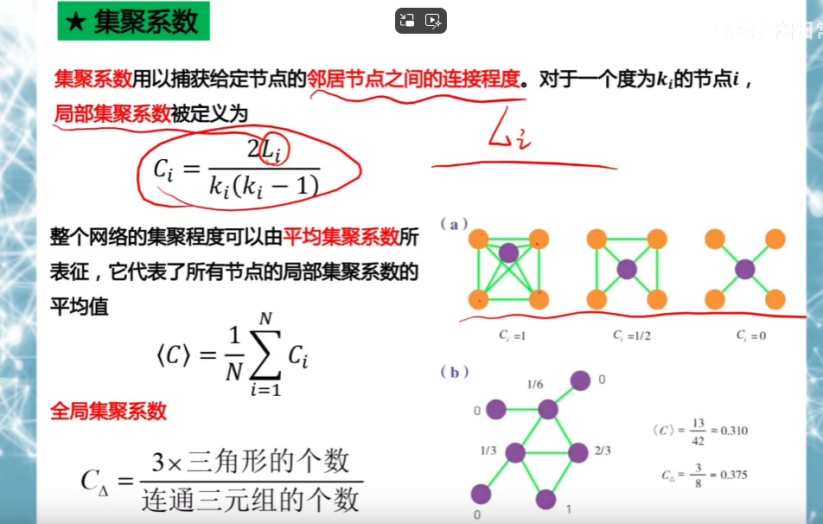 ★ 集聚系数
集聚系数用以捕获给定节点的邻居节点之间的连接程度。对于一个度为kᵢ的节点i，
局部集聚系数被定义为
Cᵢ = 2Lᵢ / kᵢ(kᵢ − 1)
Lᵢ
整个网络的集聚程度可以由平均集聚系数所
表征，它代表了所有节点的局部集聚系数的
平均值
⟨C⟩ = 1/N ∑ᵢ₌₁ᴺ Cᵢ
全局集聚系数
C_Δ = 3×三角形的个数 / 连通三元组的个数
(a)
Cᵢ =1 Cᵢ =1/2 Cᵢ =0
(b)
1/6 0
0
1/3 2/3
0 1
⟨C⟩ = 13/42 ≈ 0.310
C_Δ = 3/8 = 0.375